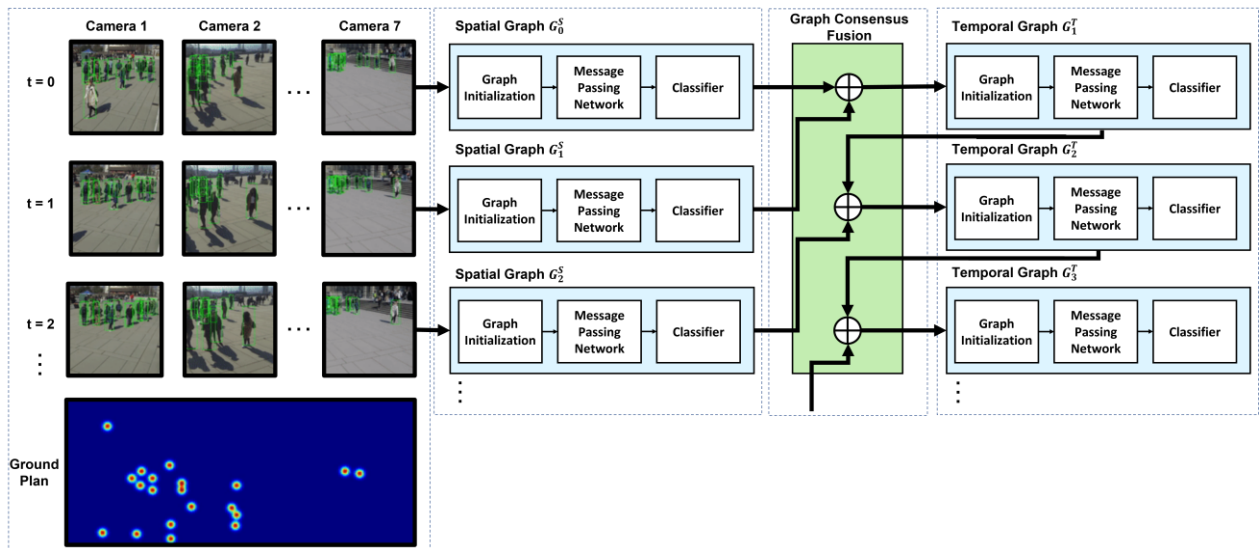 Camera 1 Camera 2 Camera 7
t = 0
...
t = 1
...
t = 2
...
⋮
Ground
Plan
Spatial Graph G_0^S
Graph
Initialization
Message
Passing
Network
Classifier
Spatial Graph G_1^S
Graph
Initialization
Message
Passing
Network
Classifier
Spatial Graph G_2^S
Graph
Initialization
Message
Passing
Network
Classifier
⋮
Graph Consensus
Fusion
Temporal Graph G_1^T
Graph
Initialization
Message
Passing
Network
Classifier
Temporal Graph G_2^T
Graph
Initialization
Message
Passing
Network
Classifier
Temporal Graph G_3^T
Graph
Initialization
Message
Passing
Network
Classifier
⋮